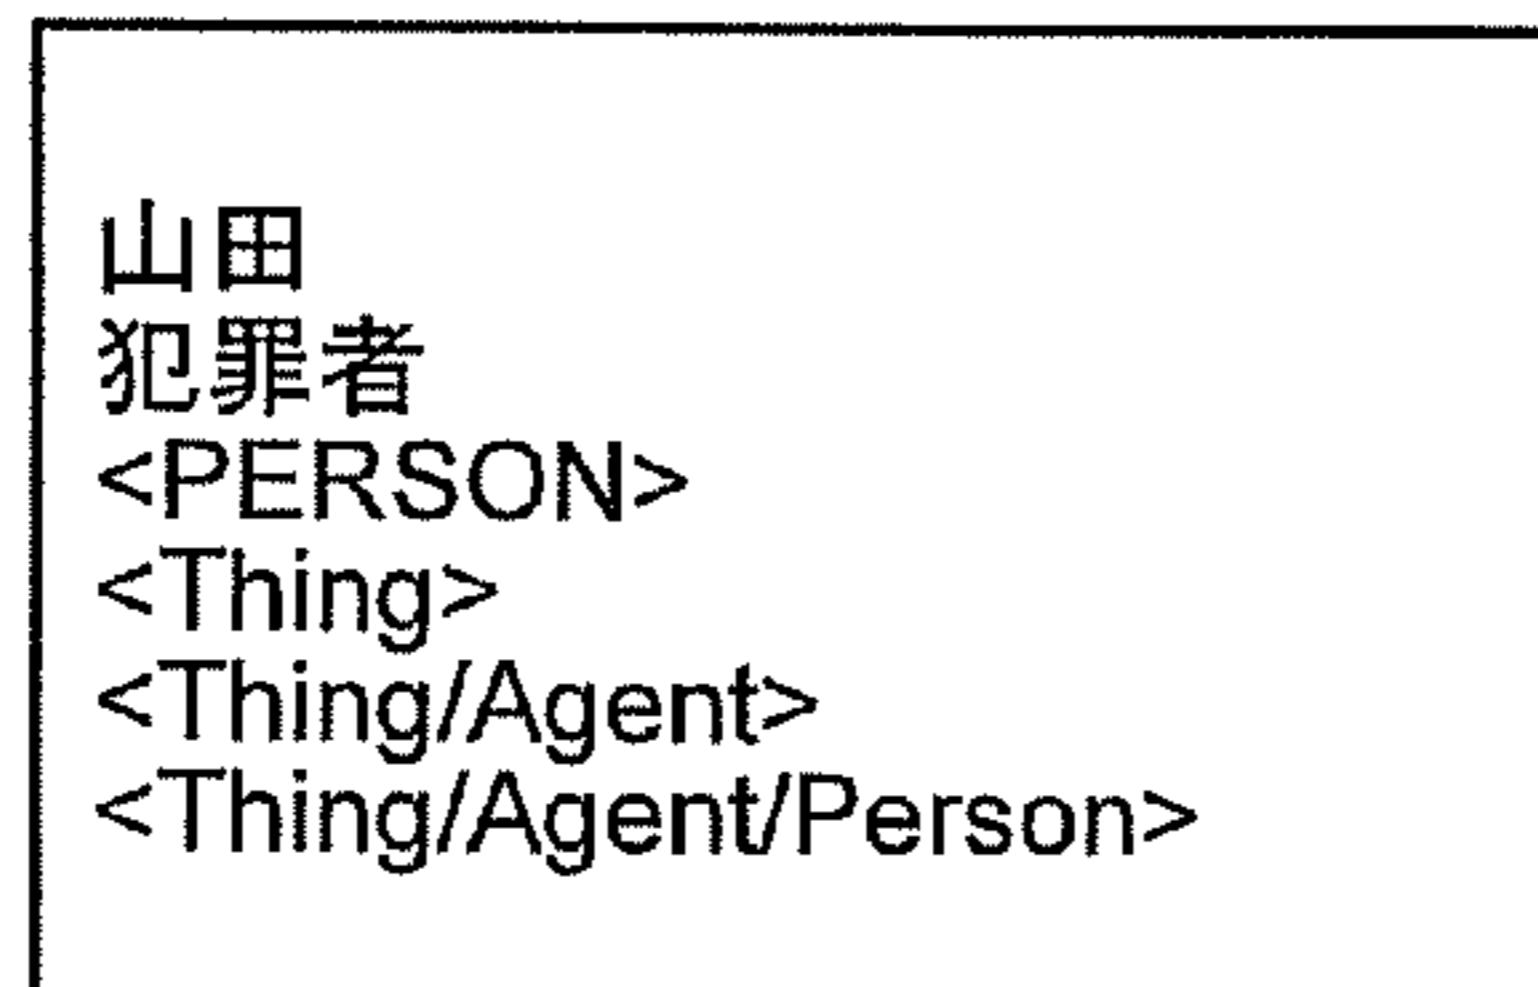 山田
犯罪者
<PERSON>
<Thing>
<Thing/Agent>
<Thing/Agent/Person>